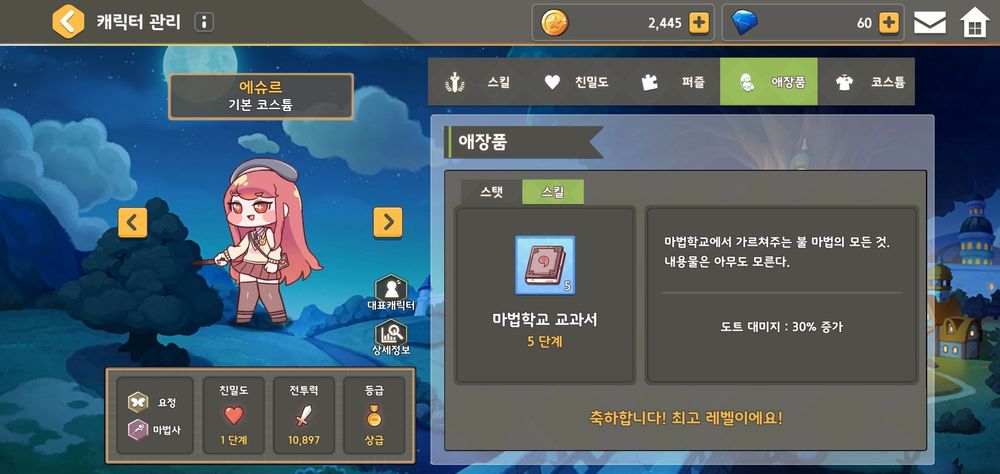 캐릭터 관리
2,445
60
에슈르
기본 코스튬
스킬
친밀도
퍼즐
애장품
코스튬
애장품
스탯
스킬
5
마법학교 교과서
5 단계
마법학교에서 가르쳐주는 불 마법의 모든 것.
내용물은 아무도 모른다.
도트 대미지 : 30% 증가
축하합니다! 최고 레벨이에요!
대표캐릭터
상세정보
요정
마법사
친밀도
1 단계
전투력
10,897
등급
상급